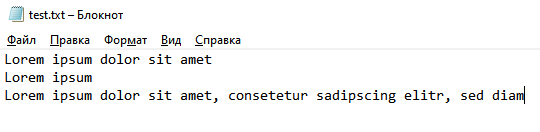 test.txt – Блокнот
Файл Правка Формат Вид Справка
Lorem ipsum dolor sit amet
Lorem ipsum
Lorem ipsum dolor sit amet, consetetur sadipscing elitr, sed diam